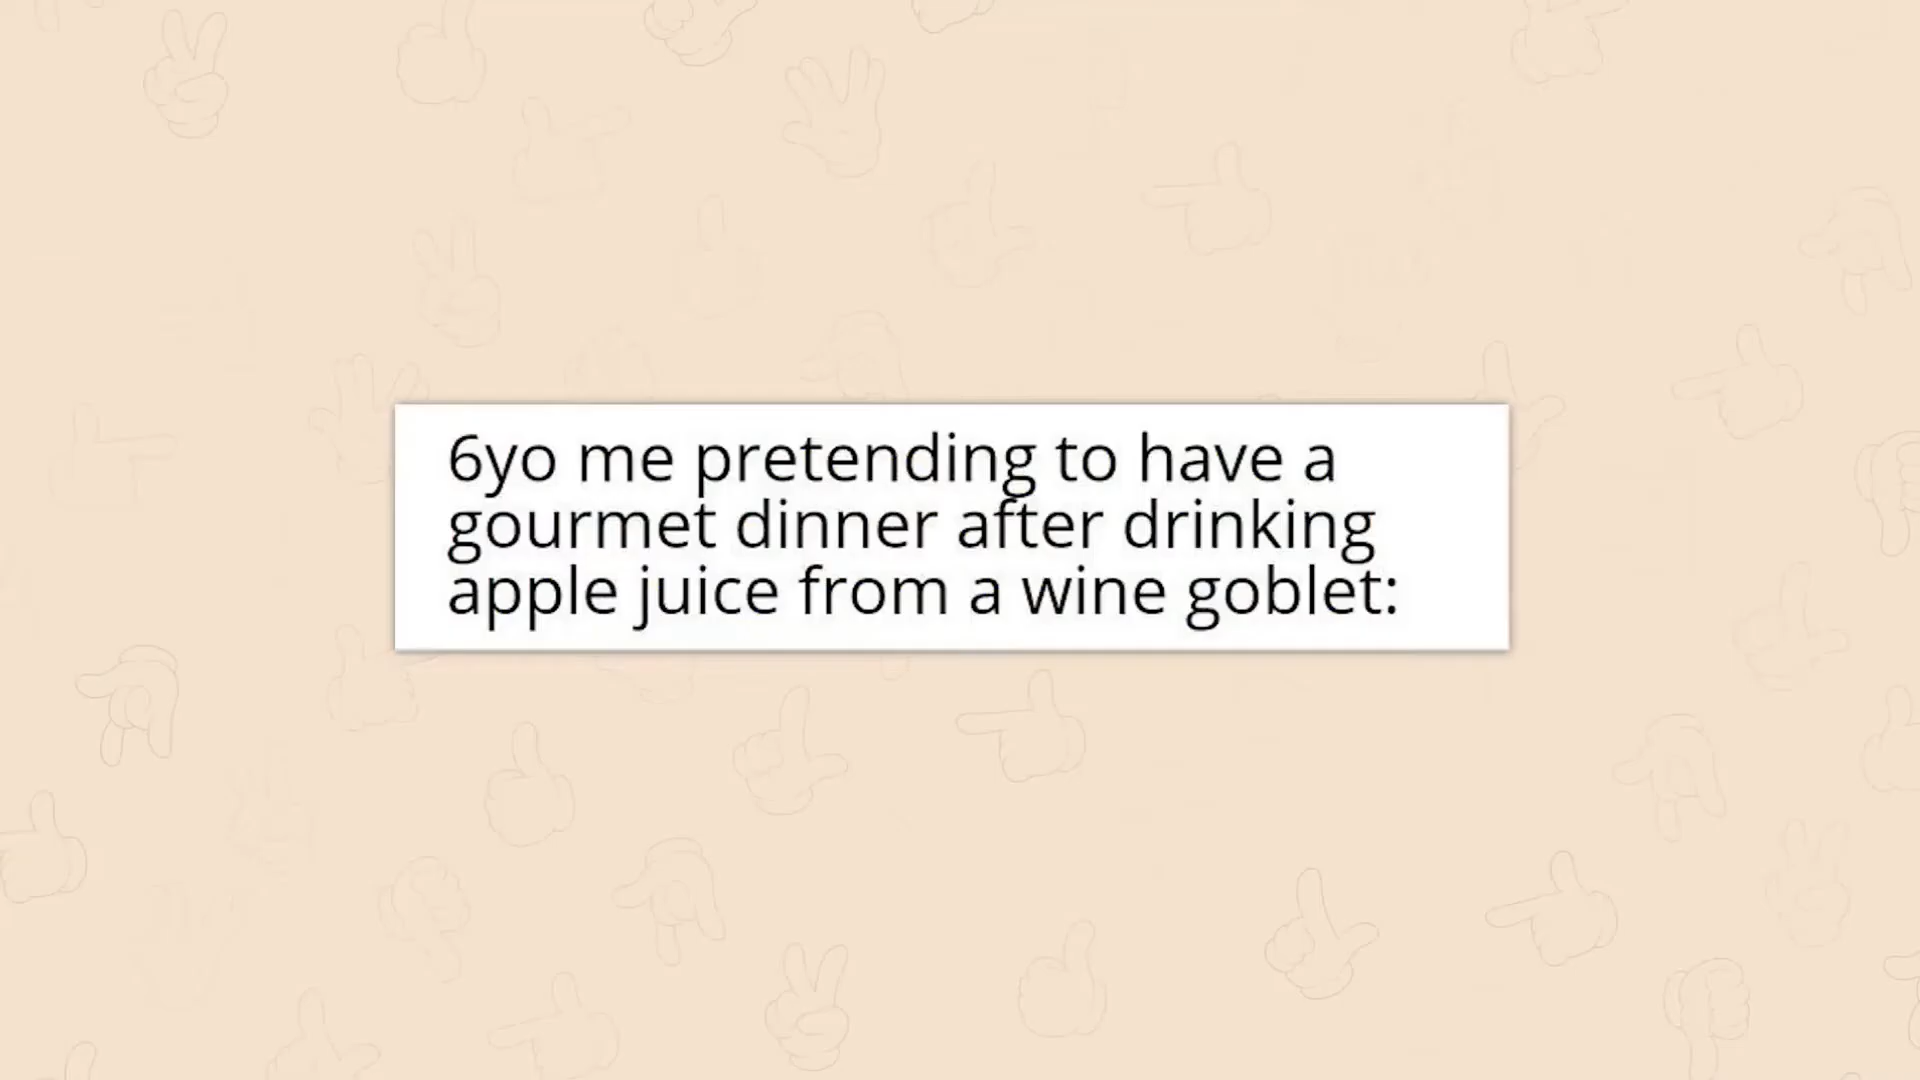 6yo me pretending to have a
gourmet dinner after drinking
apple juice from a wine goblet: